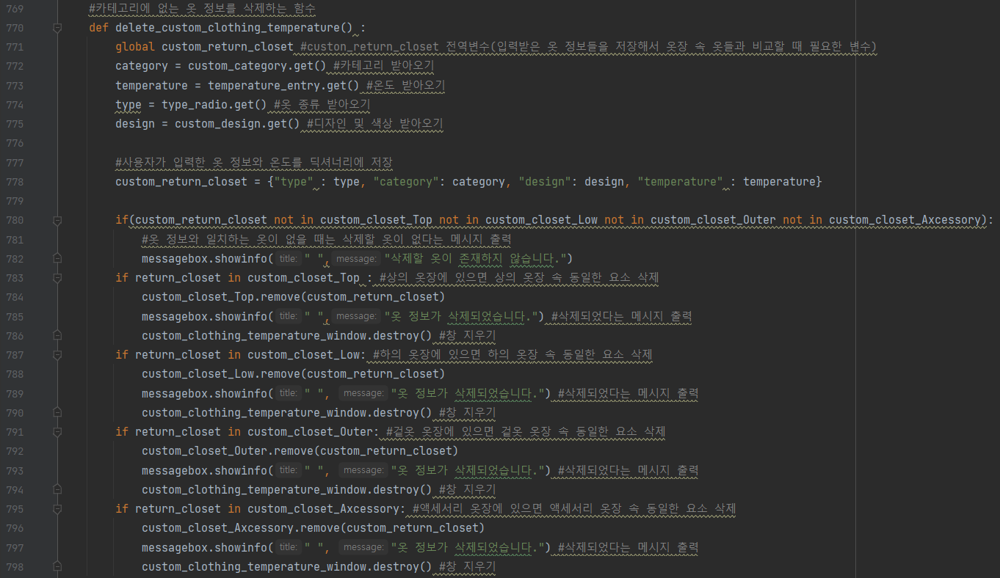 769 #카테고리에 없는 옷 정보를 삭제하는 함수
770 def delete_custom_clothing_temperature() :
771 global custom_return_closet #custon_return_closet 전역변수(입력받은 옷 정보들을 저장해서 옷장 속 옷들과 비교할 때 필요한 변수)
772 category = custom_category.get() #카테고리 받아오기
773 temperature = temperature_entry.get() #온도 받아오기
774 type = type_radio.get() #옷 종류 받아오기
775 design = custom_design.get() #디자인 및 색상 받아오기
776
777 #사용자가 입력한 옷 정보와 온도를 딕셔너리에 저장
778 custom_return_closet = {"type" : type, "category": category, "design": design, "temperature" : temperature}
779
780 if(custom_return_closet not in custom_closet_Top not in custom_closet_Low not in custom_closet_Outer not in custom_closet_Axcessory):
781 #옷 정보와 일치하는 옷이 없을 때는 삭제할 옷이 없다는 메시지 출력
782 messagebox.showinfo( title: " ", message: "삭제할 옷이 존재하지 않습니다.")
783 if return_closet in custom_closet_Top : #상의 옷장에 있으면 상의 옷장 속 동일한 요소 삭제
784 custom_closet_Top.remove(custom_return_closet)
785 messagebox.showinfo( title: " ", message: "옷 정보가 삭제되었습니다.") #삭제되었다는 메시지 출력
786 custom_clothing_temperature_window.destroy() #창 지우기
787 if return_closet in custom_closet_Low: #하의 옷장에 있으면 하의 옷장 속 동일한 요소 삭제
788 custom_closet_Low.remove(custom_return_closet)
789 messagebox.showinfo( title: " ", message: "옷 정보가 삭제되었습니다.") #삭제되었다는 메시지 출력
790 custom_clothing_temperature_window.destroy() #창 지우기
791 if return_closet in custom_closet_Outer: #겉옷 옷장에 있으면 겉옷 옷장 속 동일한 요소 삭제
792 custom_closet_Outer.remove(custom_return_closet)
793 messagebox.showinfo( title: " ", message: "옷 정보가 삭제되었습니다.") #삭제되었다는 메시지 출력
794 custom_clothing_temperature_window.destroy() #창 지우기
795 if return_closet in custom_closet_Axcessory: #액세서리 옷장에 있으면 액세서리 옷장 속 동일한 요소 삭제
796 custom_closet_Axcessory.remove(custom_return_closet)
797 messagebox.showinfo( title: " ", message: "옷 정보가 삭제되었습니다.") #삭제되었다는 메시지 출력
798 custom_clothing_temperature_window.destroy() #창 지우기